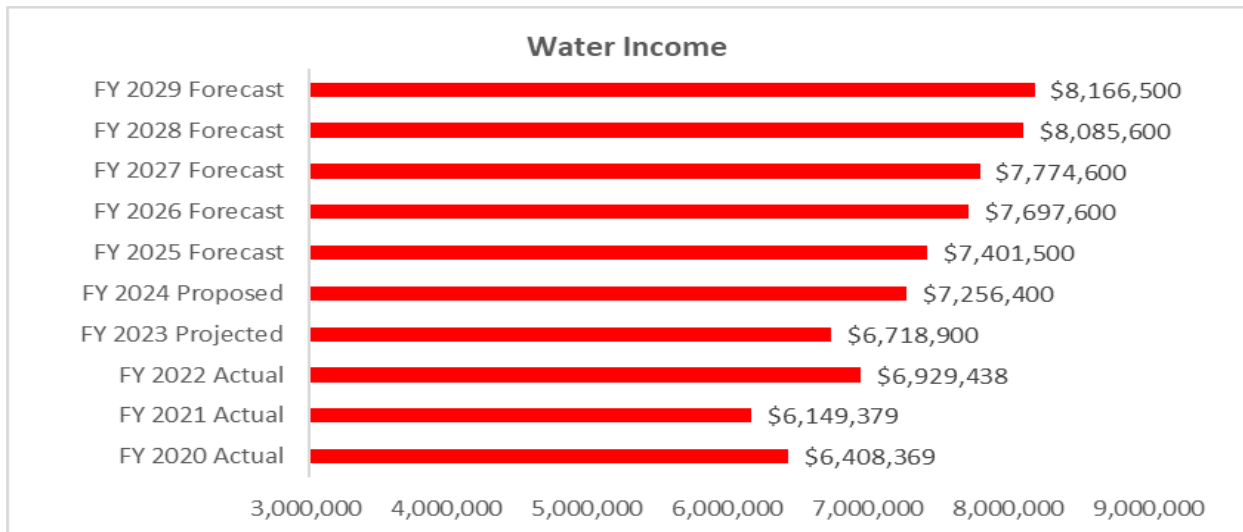 Water Income
FY 2029 Forecast $8,166,500
FY 2028 Forecast $8,085,600
FY 2027 Forecast $7,774,600
FY 2026 Forecast $7,697,600
FY 2025 Forecast $7,401,500
FY 2024 Proposed $7,256,400
FY 2023 Projected $6,718,900
FY 2022 Actual $6,929,438
FY 2021 Actual $6,149,379
FY 2020 Actual $6,408,369
3,000,000 4,000,000 5,000,000 6,000,000 7,000,000 8,000,000 9,000,000